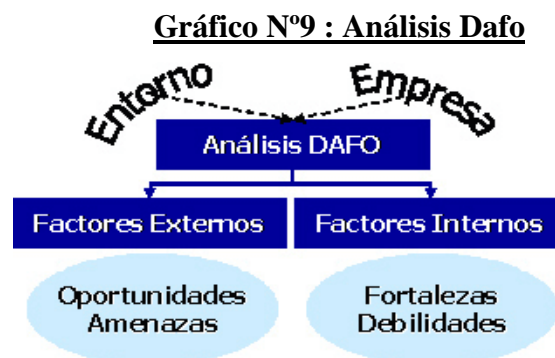 Gráfico Nº9 : Análisis Dafo
Entorno
Empresa
Análisis DAFO
Factores Externos
Factores Internos
Oportunidades
Amenazas
Fortalezas
Debilidades